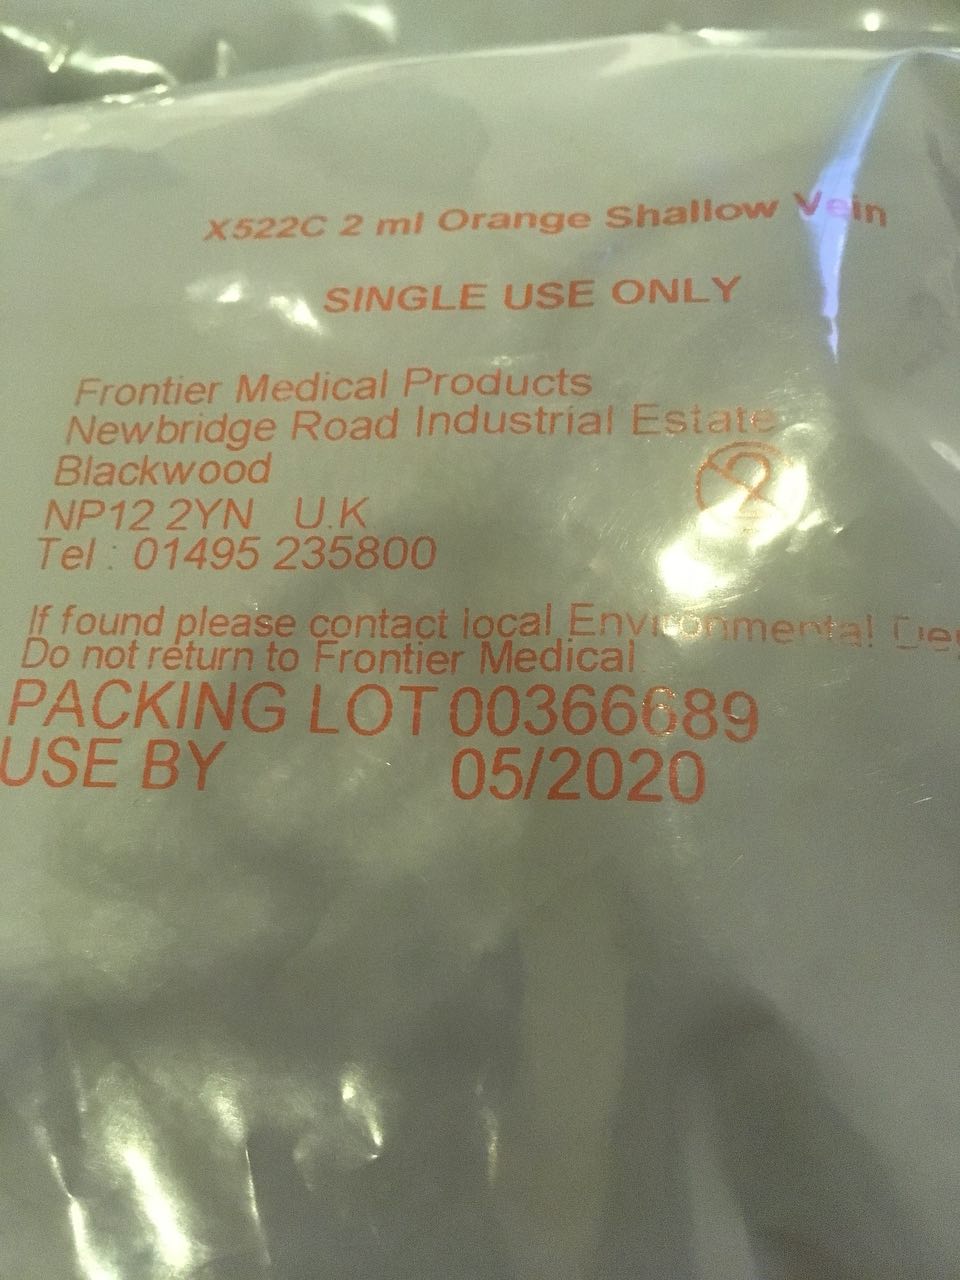 X522C 2 ml Orange Shallow Vein
SINGLE USE ONLY
Frontier Medical Products
Newbridge Road Industrial Estate
Blackwood
NP12 2YN U.K
Tel : 01495 235800
2
If found please contact local Environmental
Do not return to Frontier Medical
PACKING LOT 00366689
USE BY 05/2020